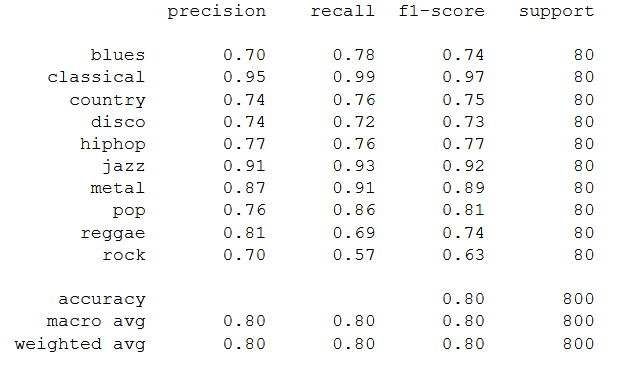 precision recall f1-score support
blues 0.70 0.78 0.74 80
classical 0.95 0.99 0.97 80
country 0.74 0.76 0.75 80
disco 0.74 0.72 0.73 80
hiphop 0.77 0.76 0.77 80
jazz 0.91 0.93 0.92 80
metal 0.87 0.91 0.89 80
pop 0.76 0.86 0.81 80
reggae 0.81 0.69 0.74 80
rock 0.70 0.57 0.63 80
accuracy 0.80 800
macro avg 0.80 0.80 0.80 800
weighted avg 0.80 0.80 0.80 800